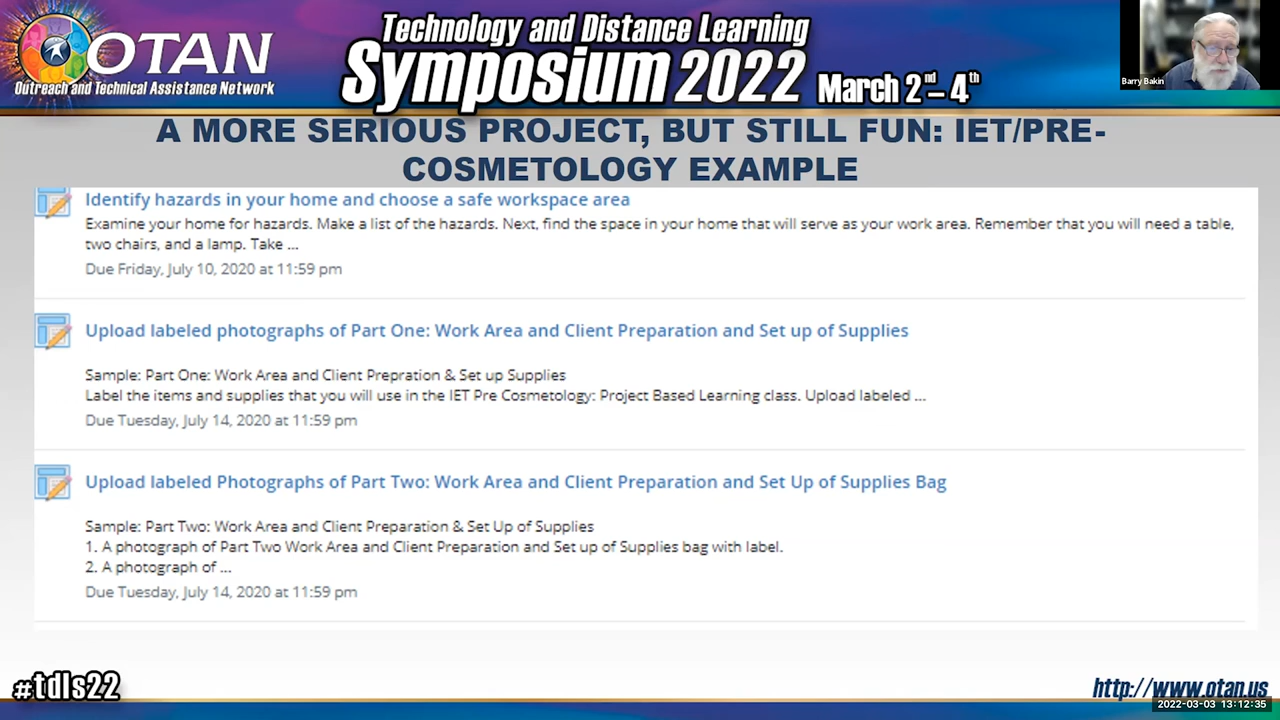 OTAN
Outreach and Technical Assistance Network
Technology and Distance Learning
Symposium 2022 March 2nd – 4th
Barry Bakin
A MORE SERIOUS PROJECT, BUT STILL FUN: IET/PRE-
COSMETOLOGY EXAMPLE
Identify hazards in your home and choose a safe workspace area
Examine your home for hazards. Make a list of the hazards. Next, find the space in your home that will serve as your work area. Remember that you will need a table,
two chairs, and a lamp. Take ...
Due Friday, July 10, 2020 at 11:59 pm
Upload labeled photographs of Part One: Work Area and Client Preparation and Set up of Supplies
Sample: Part One: Work Area and Client Prepration & Set up Supplies
Label the items and supplies that you will use in the IET Pre Cosmetology: Project Based Learning class. Upload labeled ...
Due Tuesday, July 14, 2020 at 11:59 pm
Upload labeled Photographs of Part Two: Work Area and Client Preparation and Set Up of Supplies Bag
Sample: Part Two: Work Area and Client Preparation & Set Up of Supplies
1. A photograph of Part Two Work Area and Client Preparation and Set up of Supplies bag with label.
2. A photograph of ...
Due Tuesday, July 14, 2020 at 11:59 pm
#tdls22
http://www.otan.us
2022-03-03 13:12:35